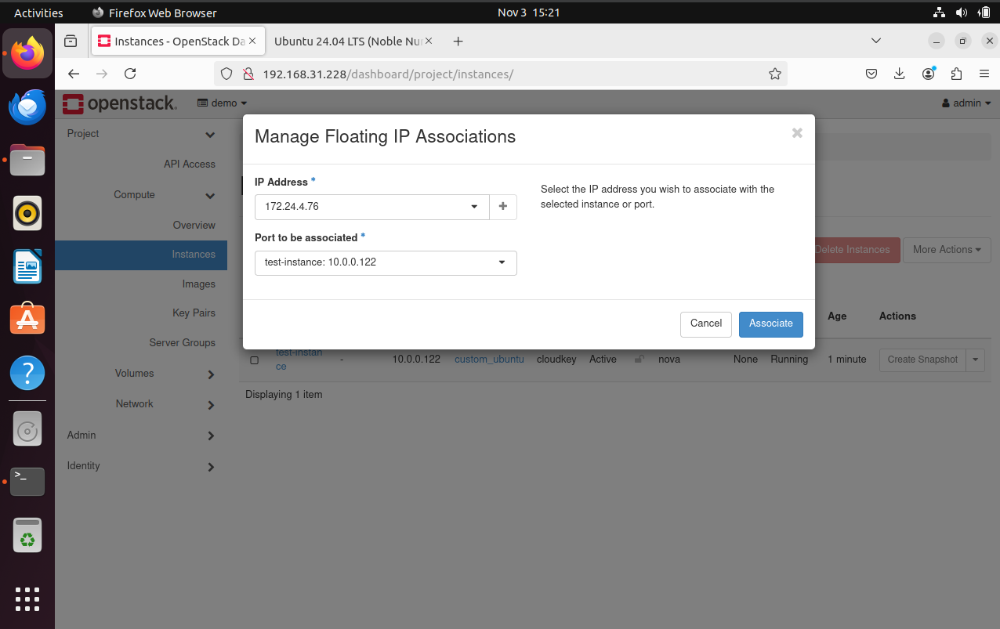 Activities
Firefox Web Browser
Nov 3 15:21
Instances - OpenStack Da
Ubuntu 24.04 LTS (Noble Nu
192.168.31.228/dashboard/project/instances/
openstack.
demo
admin
Project
API Access
Compute
Overview
Instances
Images
Key Pairs
Server Groups
Volumes
Network
Admin
Identity
Manage Floating IP Associations
IP Address *
172.24.4.76
Port to be associated *
test-instance: 10.0.0.122
Select the IP address you wish to associate with the
selected instance or port.
Cancel
Associate
Delete Instances
More Actions
Age
Actions
test-instan
ce
-
10.0.0.122
custom_ubuntu
cloudkey
Active
nova
None
Running
1 minute
Create Snapshot
Displaying 1 item